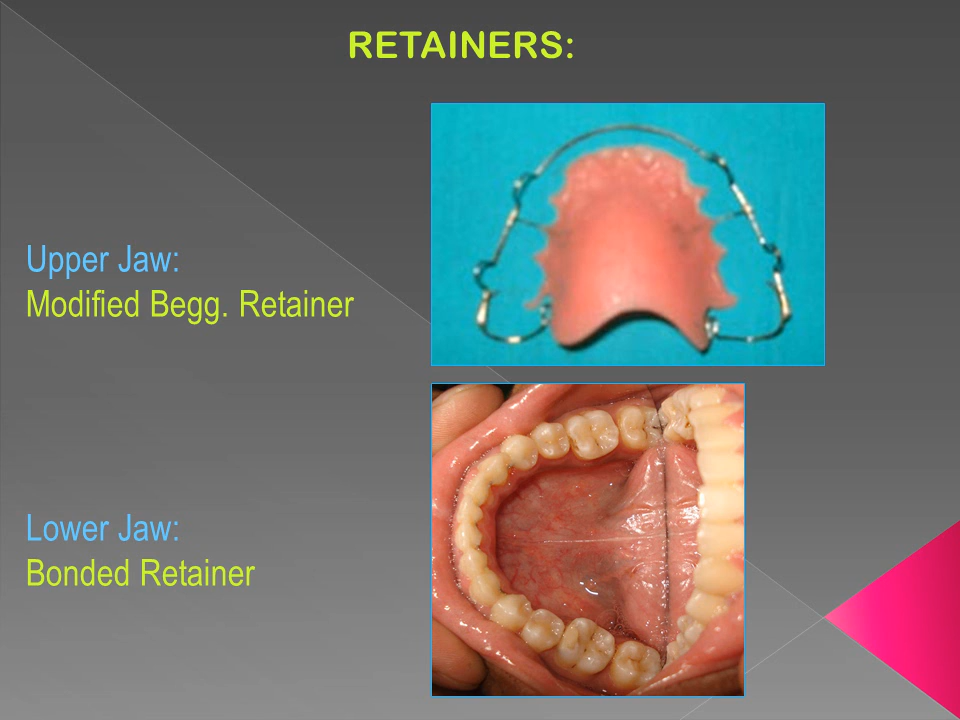 RETAINERS:
Upper Jaw:
Modified Begg. Retainer
Lower Jaw:
Bonded Retainer